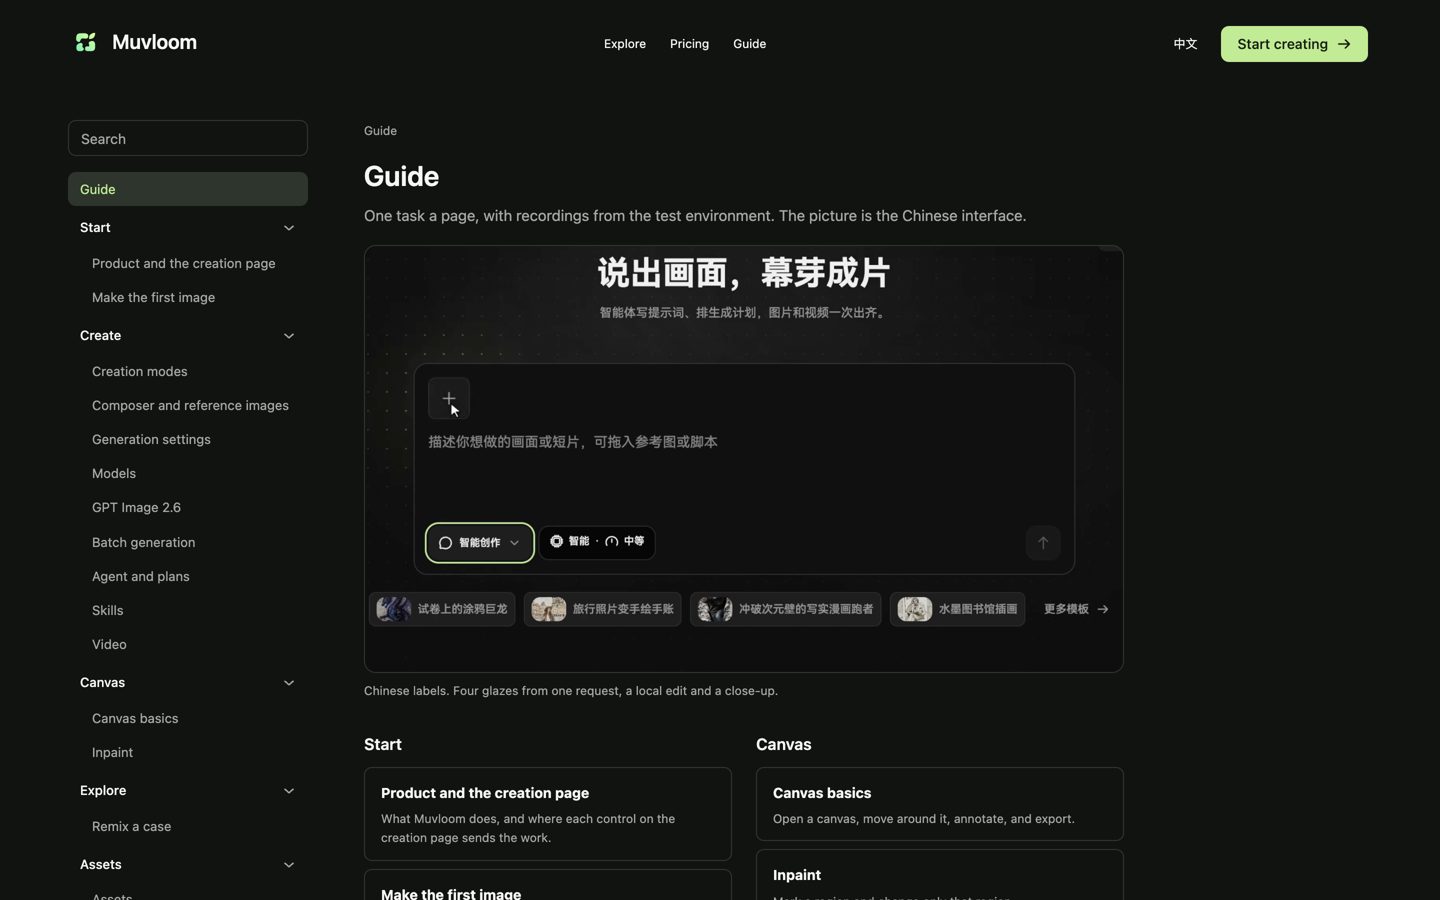 Muvloom
Explore
Pricing
Guide
中文
Start creating
Search
Guide
Start
Product and the creation page
Make the first image
Create
Creation modes
Composer and reference images
Generation settings
Models
GPT Image 2.6
Batch generation
Agent and plans
Skills
Video
Canvas
Canvas basics
Inpaint
Explore
Remix a case
Assets
Assets
Guide
Guide
One task a page, with recordings from the test environment. The picture is the Chinese interface.
说出画面，幕芽成片
智能体写提示词、排生成计划，图片和视频一次出齐。
描述你想做的画面或短片，可拖入参考图或脚本
智能创作
智能 · 中等
试卷上的涂鸦巨龙
旅行照片变手绘手账
冲破次元壁的写实漫画跑者
水墨图书馆插画
更多模板
Chinese labels. Four glazes from one request, a local edit and a close-up.
Start
Product and the creation page
What Muvloom does, and where each control on the
creation page sends the work.
Make the first image
Canvas
Canvas basics
Open a canvas, move around it, annotate, and export.
Inpaint